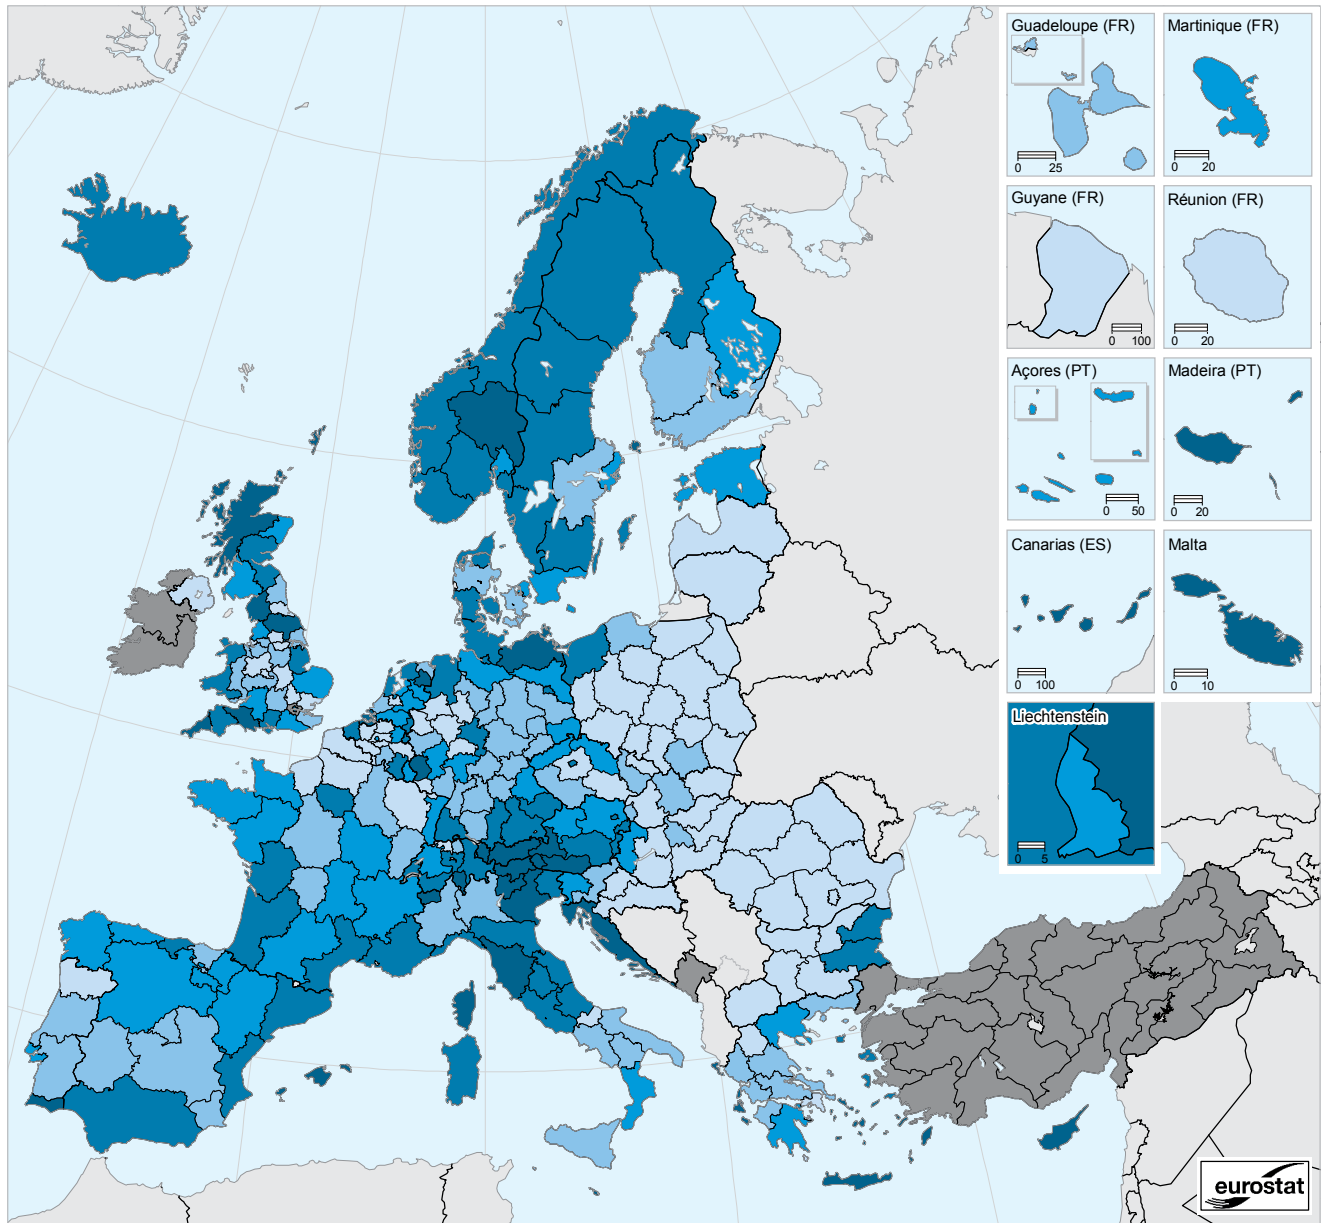 Guadeloupe (FR)
0 25
Martinique (FR)
0 20
Guyane (FR)
0 100
Réunion (FR)
0 20
Açores (PT)
0 50
Madeira (PT)
0 20
Canarias (ES)
0 100
Malta
0 10
Liechtenstein
0 5
eurostat